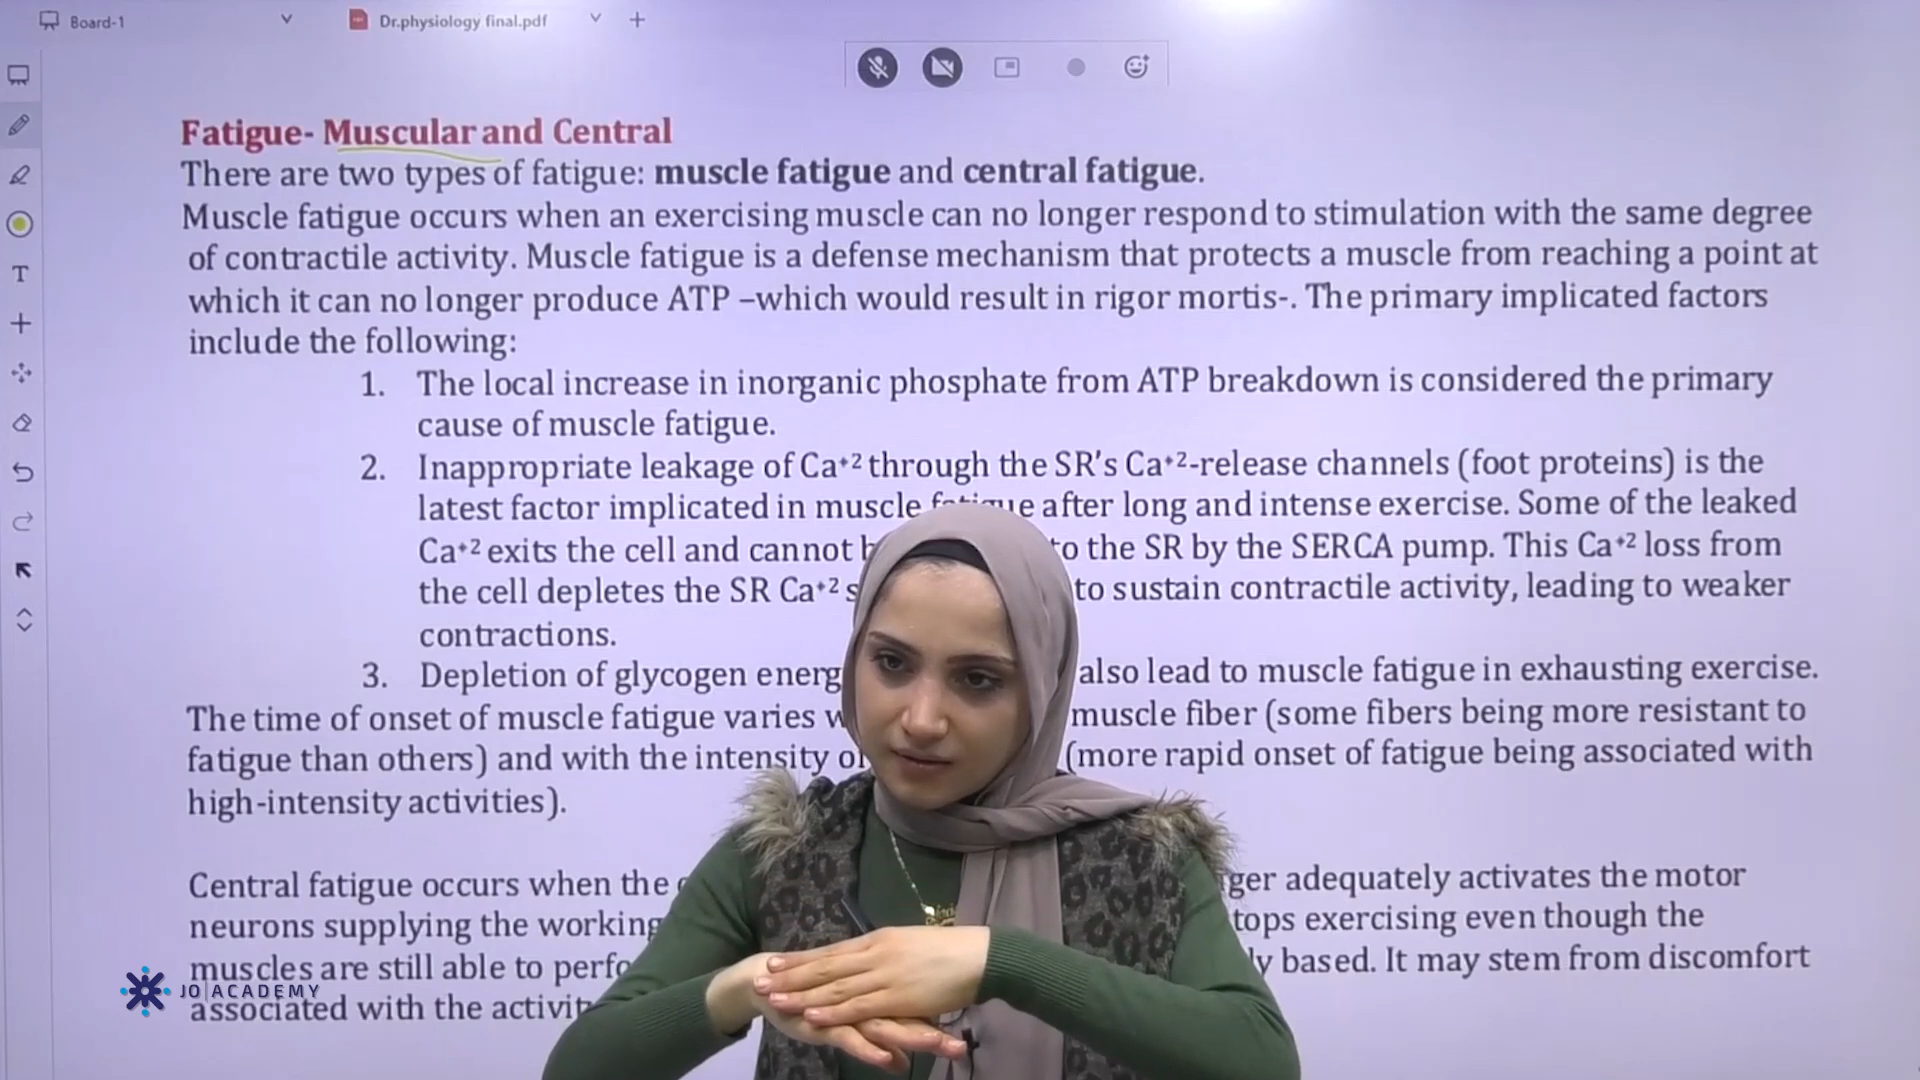 Board-1
Dr.physiology final.pdf
Fatigue- Muscular and Central
There are two types of fatigue: muscle fatigue and central fatigue.
Muscle fatigue occurs when an exercising muscle can no longer respond to stimulation with the same degree
of contractile activity. Muscle fatigue is a defense mechanism that protects a muscle from reaching a point at
which it can no longer produce ATP –which would result in rigor mortis-. The primary implicated factors
include the following:
1. The local increase in inorganic phosphate from ATP breakdown is considered the primary
cause of muscle fatigue.
2. Inappropriate leakage of Ca⁺² through the SR's Ca⁺²-release channels (foot proteins) is the
latest factor implicated in muscle fatigue after long and intense exercise. Some of the leaked
Ca⁺² exits the cell and cannot to the SR by the SERCA pump. This Ca⁺² loss from
the cell depletes the SR Ca⁺² to sustain contractile activity, leading to weaker
contractions.
3. Depletion of glycogen also lead to muscle fatigue in exhausting exercise.
The time of onset of muscle fatigue varies muscle fiber (some fibers being more resistant to
fatigue than others) and with the intensity (more rapid onset of fatigue being associated with
high-intensity activities).
Central fatigue occurs when the adequately activates the motor
neurons supplying the working exercising even though the
muscles are still able to based. It may stem from discomfort
associated with the
JO ACADEMY
T